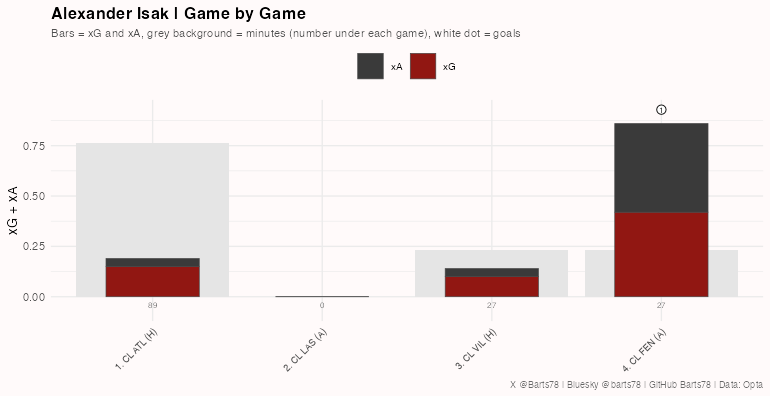 Alexander Isak | Game by Game
Bars = xG and xA, grey background = minutes (number under each game), white dot = goals
xA xG
1
xG + xA
0.75
0.50
0.25
0.00
89 0 27 27
1. CL ATL (H) 2. CL LAS (A) 3. CL VIL (H) 4. CL FEN (A)
X @Barts78 | Bluesky @barts78 | GitHub Barts78 | Data: Opta